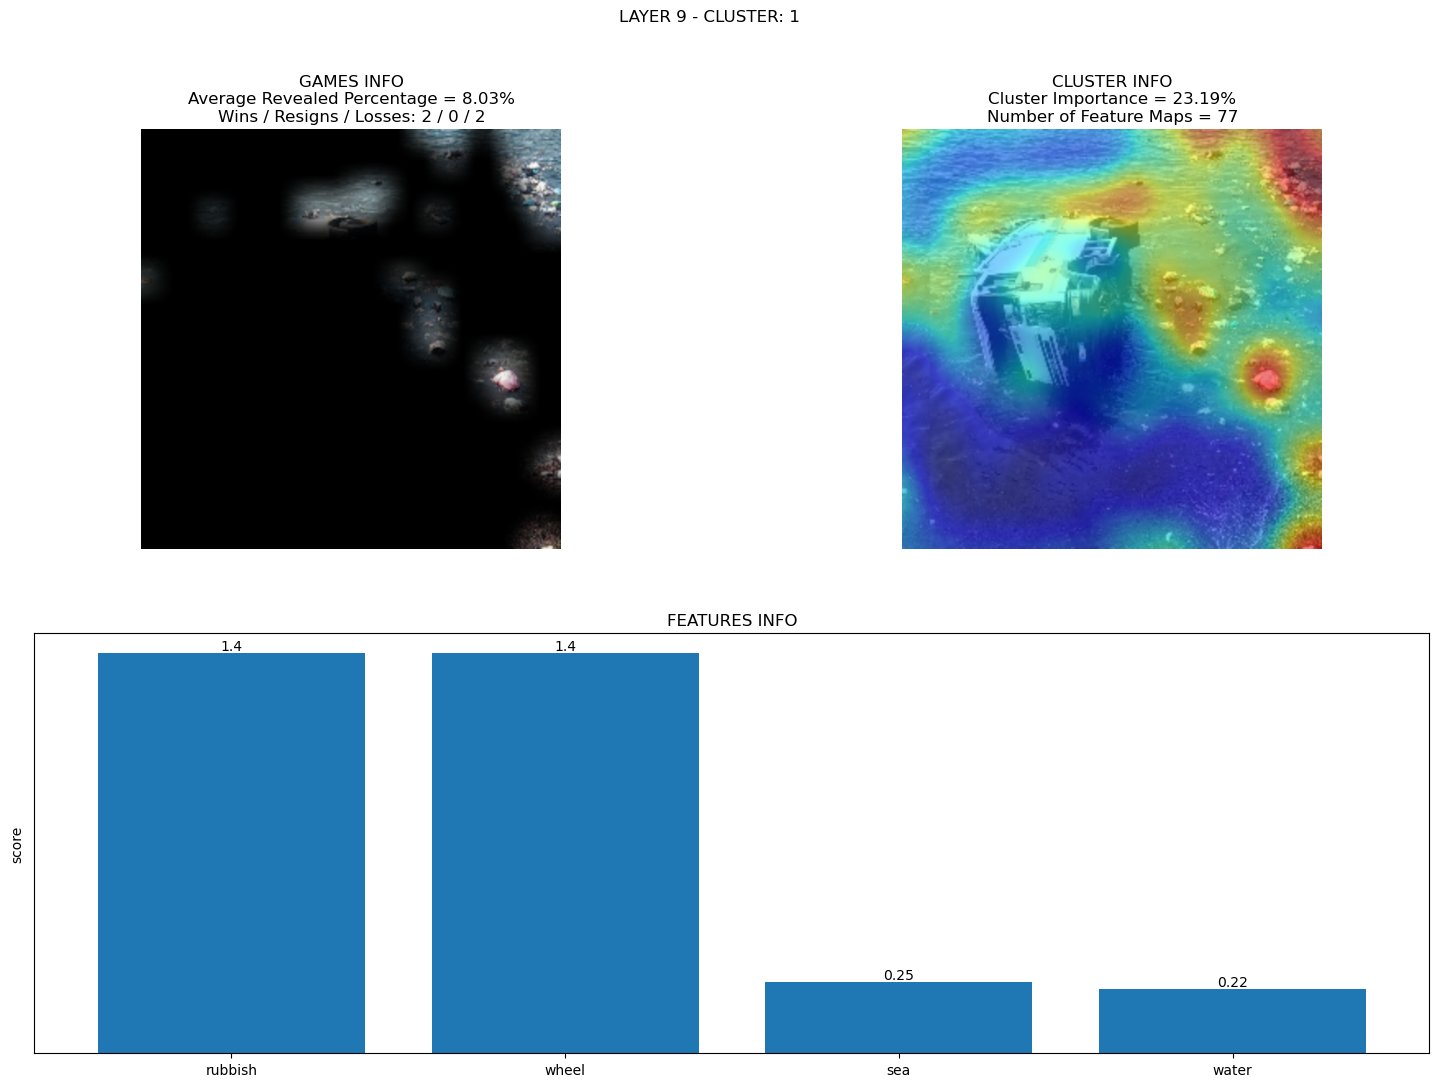 LAYER 9 - CLUSTER: 1
GAMES INFO
Average Revealed Percentage = 8.03%
Wins / Resigns / Losses: 2 / 0 / 2
CLUSTER INFO
Cluster Importance = 23.19%
Number of Feature Maps = 77
FEATURES INFO
score
1.4
1.4
0.25
0.22
rubbish
wheel
sea
water